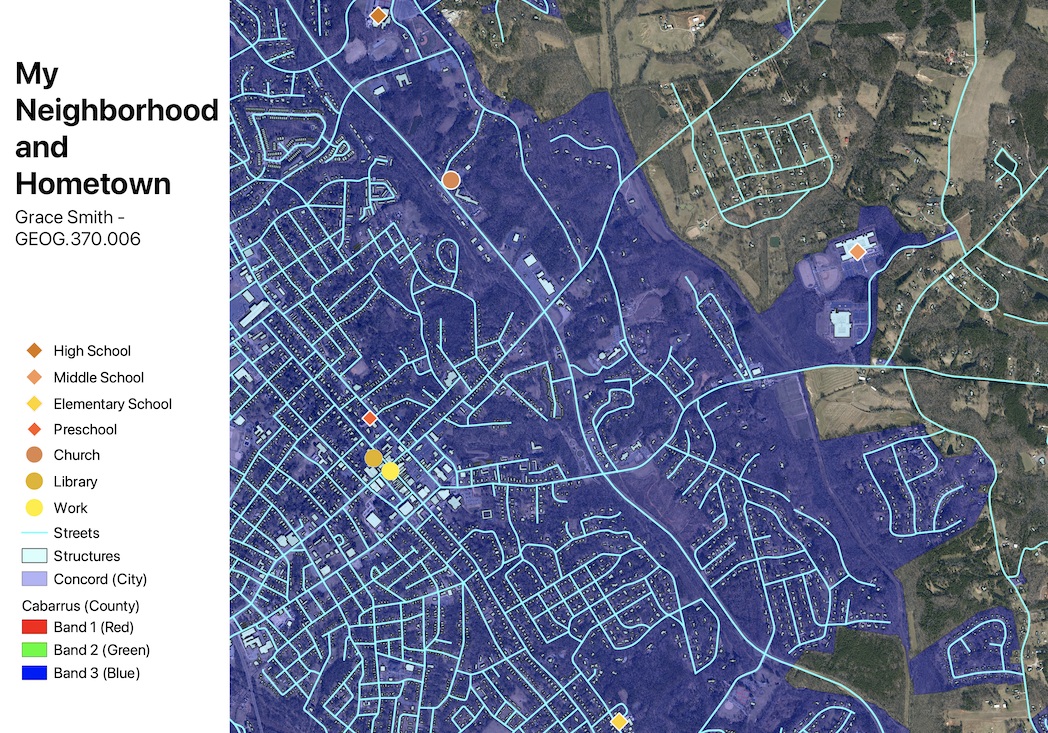 My
Neighborhood
and
Hometown
Grace Smith -
GEOG.370.006
High School
Middle School
Elementary School
Preschool
Church
Library
Work
Streets
Structures
Concord (City)
Cabarrus (County)
Band 1 (Red)
Band 2 (Green)
Band 3 (Blue)